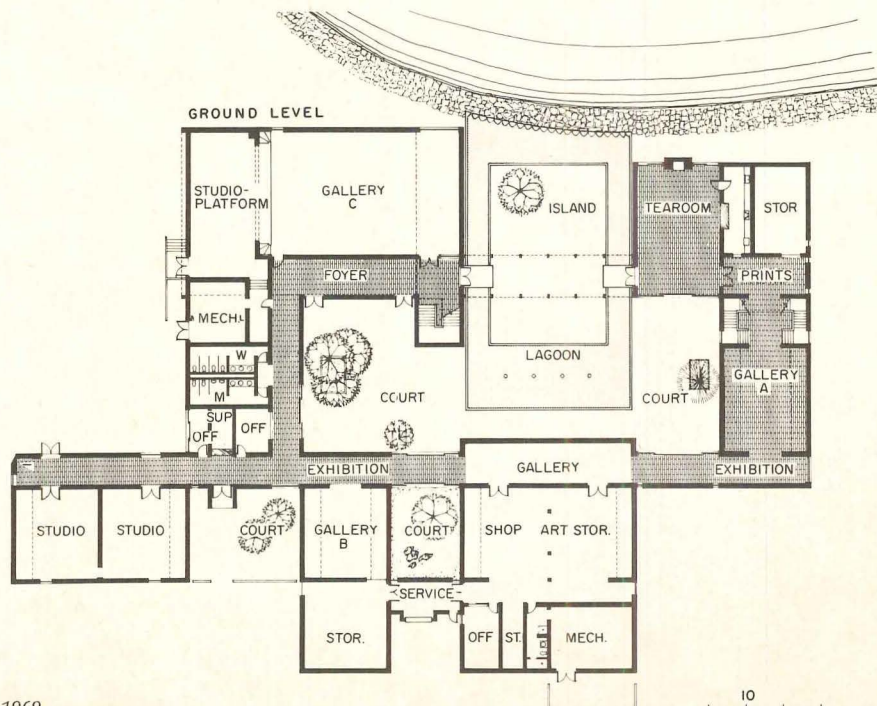 GROUND LEVEL
STUDIO-
PLATFORM
GALLERY
C
ISLAND
TEAROOM
STOR
FOYER
PRINTS
MECH.
W
M
LAGOON
GALLERY
A
COURT
COURT
SUP
OFF
OFF
EXHIBITION
GALLERY
EXHIBITION
STUDIO
STUDIO
COURT
GALLERY
B
COURT
SHOP
ART STOR.
SERVICE
STOR.
OFF
ST.
MECH.
10